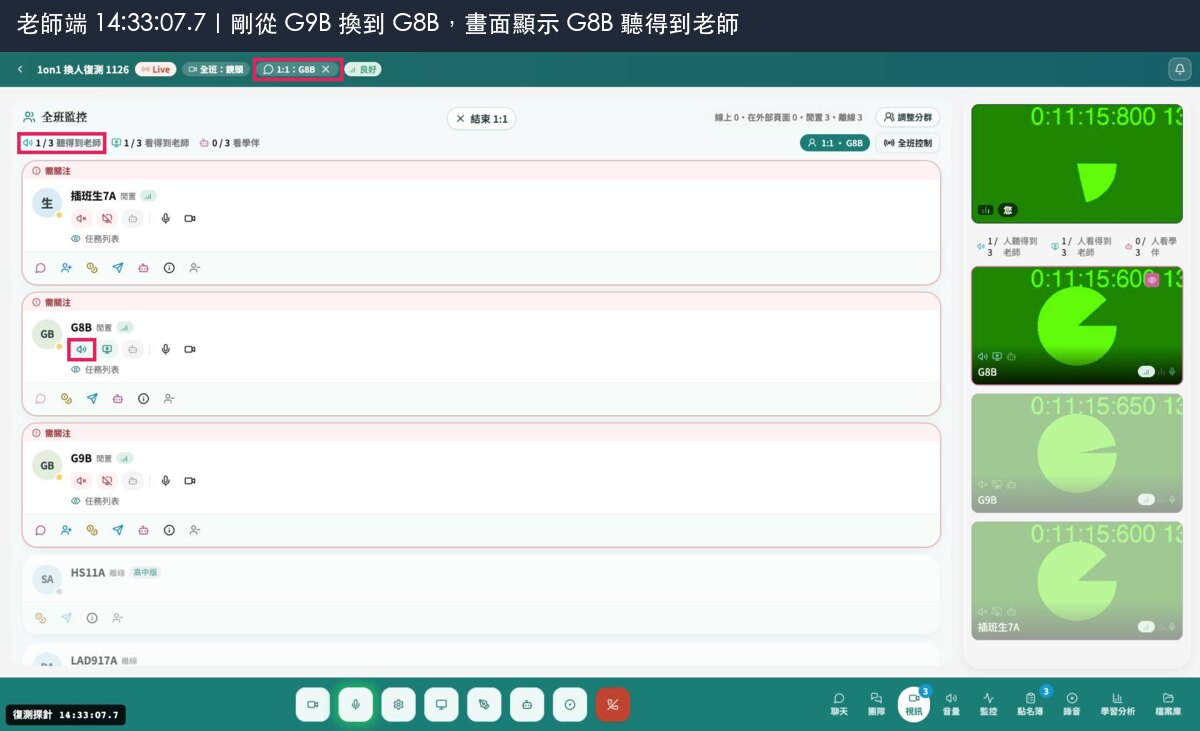 老師端 14:33:07.7 | 剛從 G9B 換到 G8B，畫面顯示 G8B 聽得到老師
1on1 換人復測 1126 Live 全班：鏡頭 1:1：G8B 良好
全班監控
結束 1:1
線上 0・在外部頁面 0・閒置 3・離線 3
調整分群
1 / 3 聽得到老師 1 / 3 看得到老師 0 / 3 看學伴
1:1・G8B
全班控制
需關注
生
插班生7A 閒置
任務列表
需關注
GB
G8B 閒置
任務列表
需關注
GB
G9B 閒置
任務列表
SA
HS11A 離線 高中版
LAD917A 離線
0:11:15:800 13
您
1 / 3 人聽得到老師
1 / 3 人看得到老師
0 / 3 人看學伴
0:11:15:600 13
G8B
0:11:15:650 13
G9B
0:11:15:600 13
插班生7A
復測探針 14:33:07.7
聊天
團隊
視訊 3
音量
監控
點名簿 3
錄音
學習分析
檔案庫